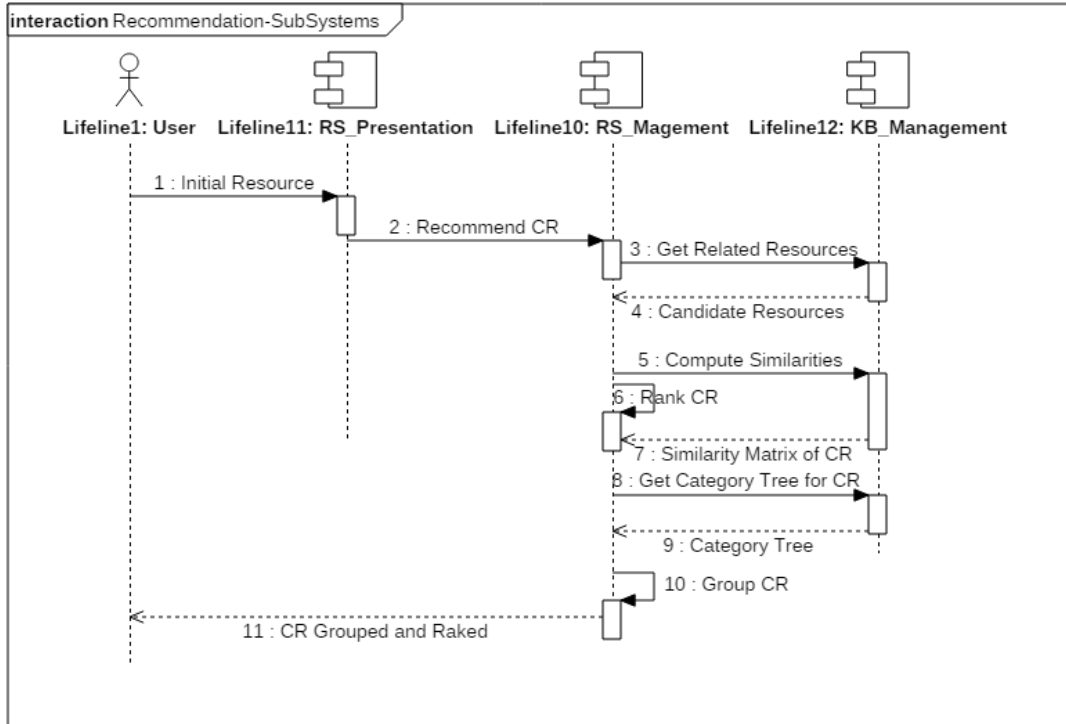 interaction Recommendation-SubSystems
Lifeline1: User
Lifeline11: RS_Presentation
Lifeline10: RS_Magement
Lifeline12: KB_Management
1 : Initial Resource
2 : Recommend CR
3 : Get Related Resources
4 : Candidate Resources
5 : Compute Similarities
6 : Rank CR
7 : Similarity Matrix of CR
8 : Get Category Tree for CR
9 : Category Tree
10 : Group CR
11 : CR Grouped and Raked